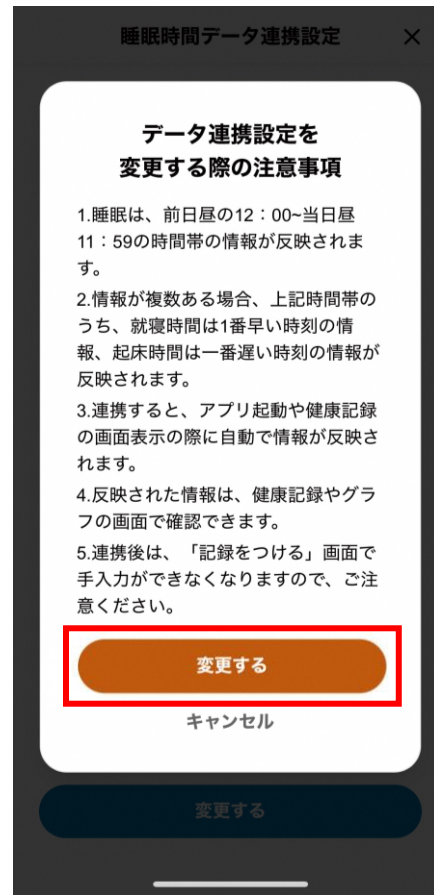 睡眠時間データ連携設定 ×
データ連携設定を
変更する際の注意事項
1.睡眠は、前日昼の12：00~当日昼
11：59の時間帯の情報が反映されま
す。
2.情報が複数ある場合、上記時間帯の
うち、就寝時間は1番早い時刻の情
報、起床時間は一番遅い時刻の情報が
反映されます。
3.連携すると、アプリ起動や健康記録
の画面表示の際に自動で情報が反映さ
れます。
4.反映された情報は、健康記録やグラ
フの画面で確認できます。
5.連携後は、「記録をつける」画面で
手入力ができなくなりますので、ご注
意ください。
変更する
キャンセル
変更する